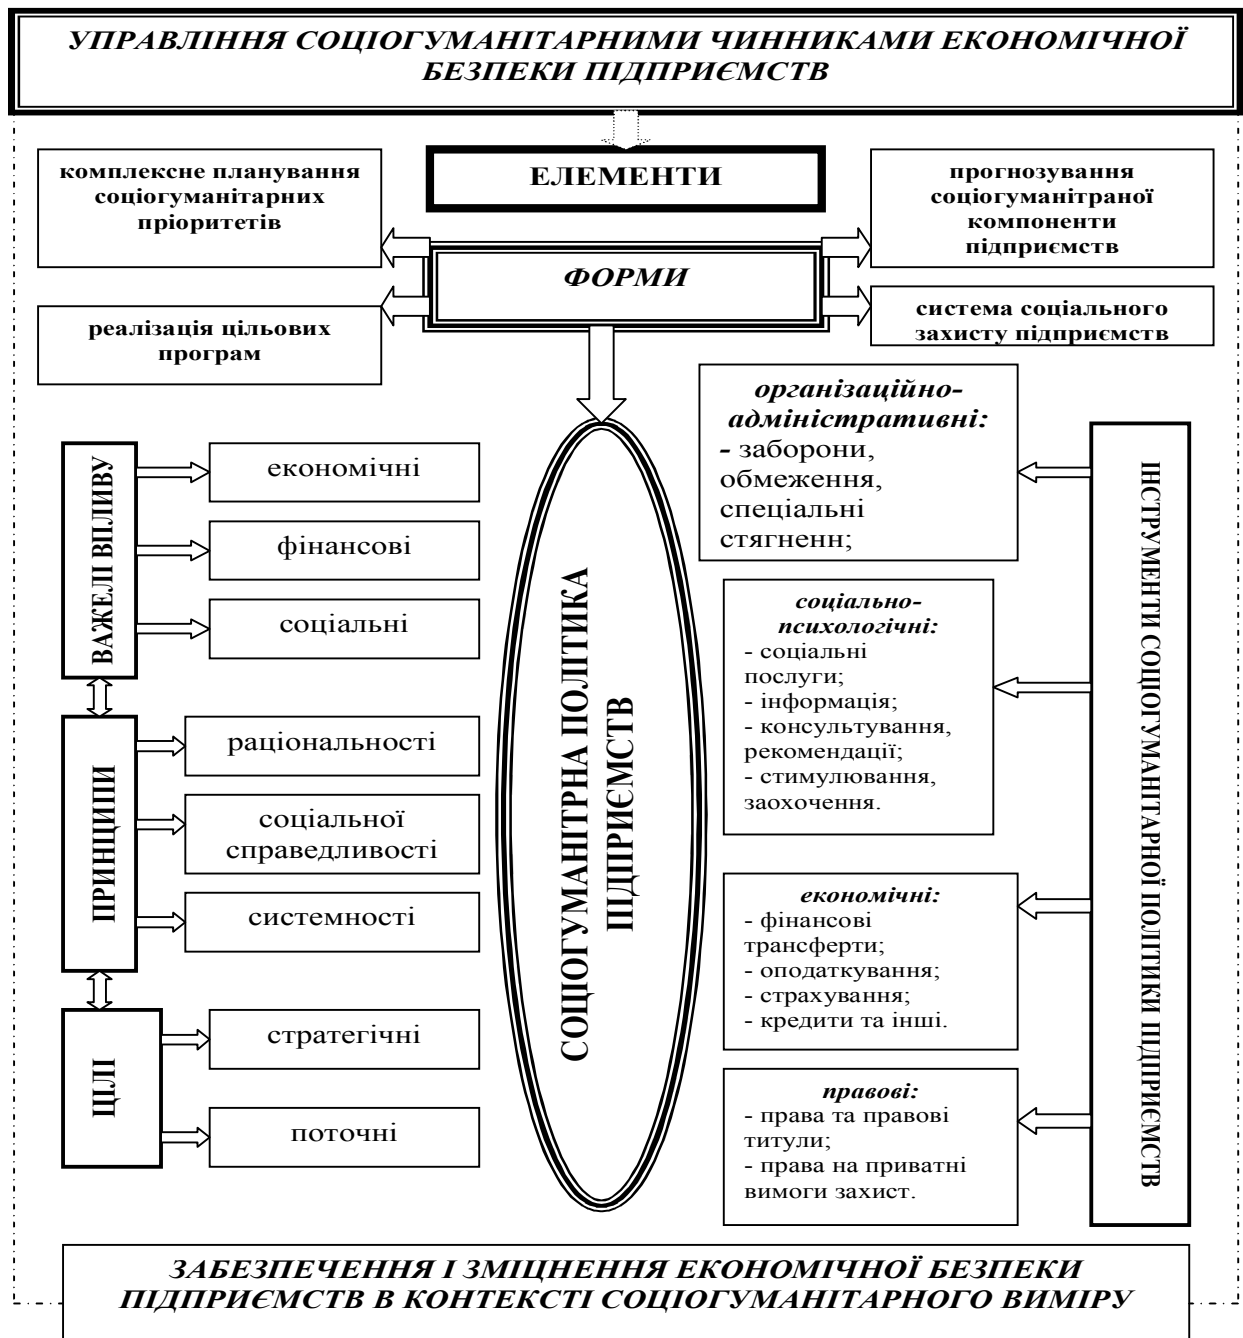 УПРАВЛІННЯ СОЦІОГУМАНІТАРНИМИ ЧИННИКАМИ ЕКОНОМІЧНОЇ
БЕЗПЕКИ ПІДПРИЄМСТВ
ЕЛЕМЕНТИ
комплексне планування
соціогуманітарних
пріоритетів
прогнозування
соціогуманітраної
компоненти
підприємств
ФОРМИ
реалізація цільових
програм
система соціального
захисту підприємств
ВАЖЕЛІ ВПЛИВУ
економічні
фінансові
соціальні
ПРИНЦИПИ
раціональності
соціальної
справедливості
системності
ЦІЛІ
стратегічні
поточні
СОЦІОГУМАНІТРНА ПОЛІТИКА
ПІДПРИЄМСТВ
організаційно-
адміністративні:
- заборони,
обмеження,
спеціальні
стягненн;
соціально-
психологічні:
- соціальні
послуги;
- інформація;
- консультування,
рекомендації;
- стимулювання,
заохочення.
економічні:
- фінансові
трансферти;
- оподаткування;
- страхування;
- кредити та інші.
правові:
- права та правові
титули;
- права на приватні
вимоги захист.
ІНСТРУМЕНТИ СОЦІОГУМАНІТАРНОЇ ПОЛІТИКИ ПІДПРИЄМСТВ
ЗАБЕЗПЕЧЕННЯ І ЗМІЦНЕННЯ ЕКОНОМІЧНОЇ БЕЗПЕКИ
ПІДПРИЄМСТВ В КОНТЕКСТІ СОЦІОГУМАНІТАРНОГО ВИМІРУ